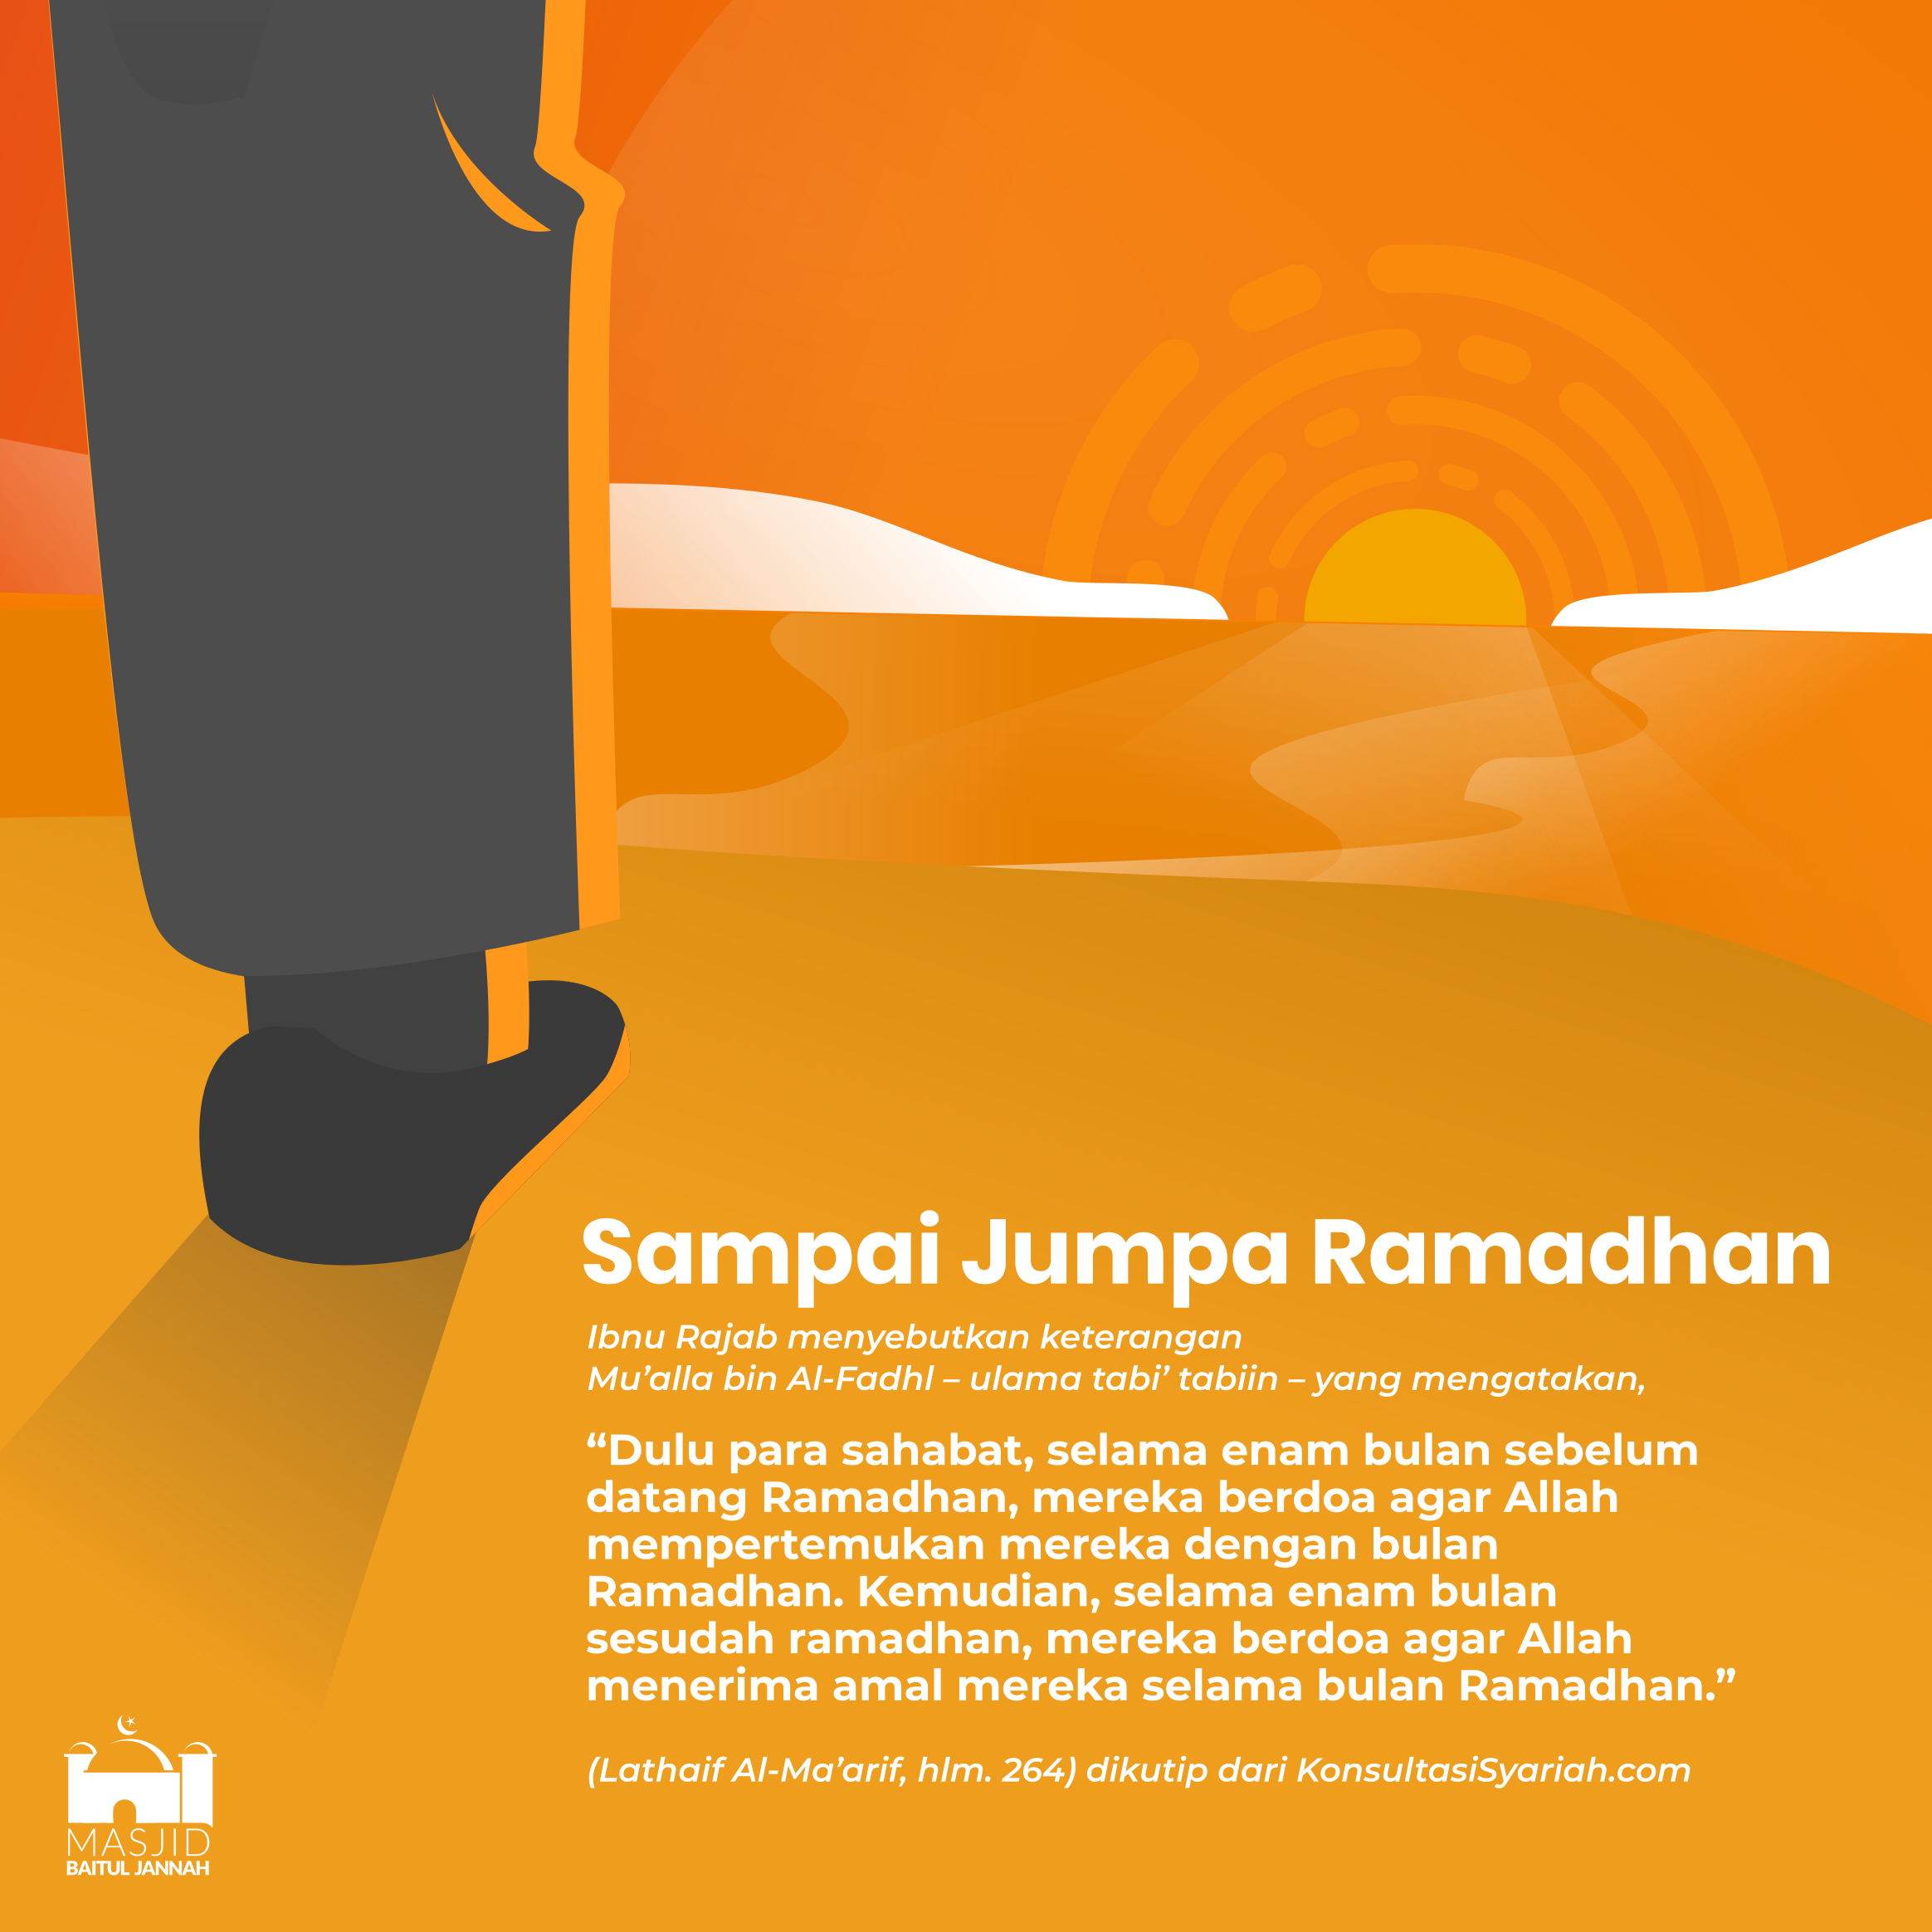 Sampai Jumpa Ramadhan
Ibnu Rajab menyebutkan keterangan
Mu’alla bin Al-Fadhl – ulama tabi’ tabiin – yang mengatakan,
“Dulu para sahabat, selama enam bulan sebelum
datang Ramadhan, mereka berdoa agar Allah
mempertemukan mereka dengan bulan
Ramadhan. Kemudian, selama enam bulan
sesudah ramadhan, mereka berdoa agar Allah
menerima amal mereka selama bulan Ramadhan.”
(Lathaif Al-Ma’arif, hlm. 264) dikutip dari KonsultasiSyariah.com
MASJID
BAITUL JANNAH